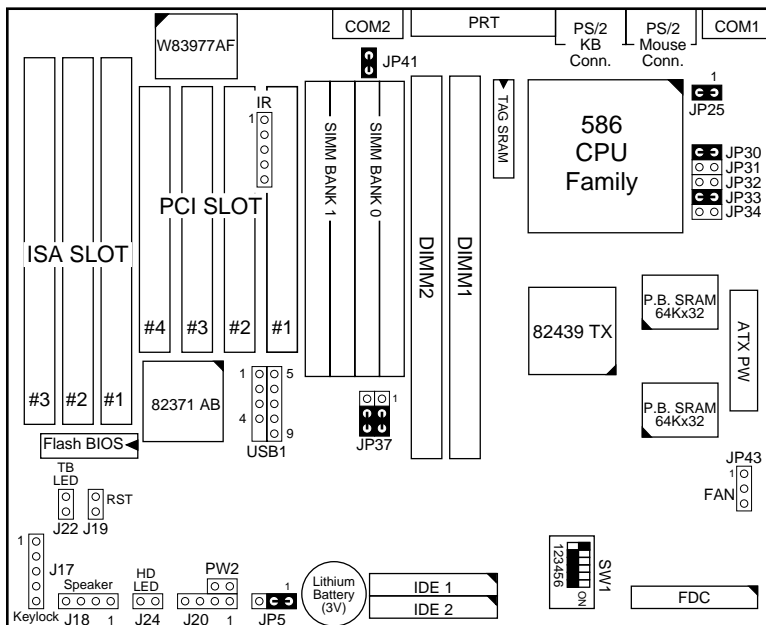 COM2
PRT
PS/2
KB
Conn.
PS/2
Mouse
Conn.
COM1
W83977AF
JP41
1
JP25
IR
1
TAG SRAM
586
CPU
Family
JP30
JP31
JP32
JP33
JP34
SIMM BANK 1
SIMM BANK 0
PCI SLOT
ISA SLOT
DIMM2
DIMM1
#4
#3
#2
#1
82439 TX
P.B. SRAM
64Kx32
ATX PW
#3
#2
#1
82371 AB
1
5
4
9
USB1
1
JP37
P.B. SRAM
64Kx32
Flash BIOS
TB
LED
RST
J22
J19
JP43
1
FAN
1
J17
Keylock
Speaker
J18
1
HD
LED
J24
PW2
J20
1
1
JP5
Lithium
Battery
(3V)
IDE 1
IDE 2
123456
ON
SW1
FDC